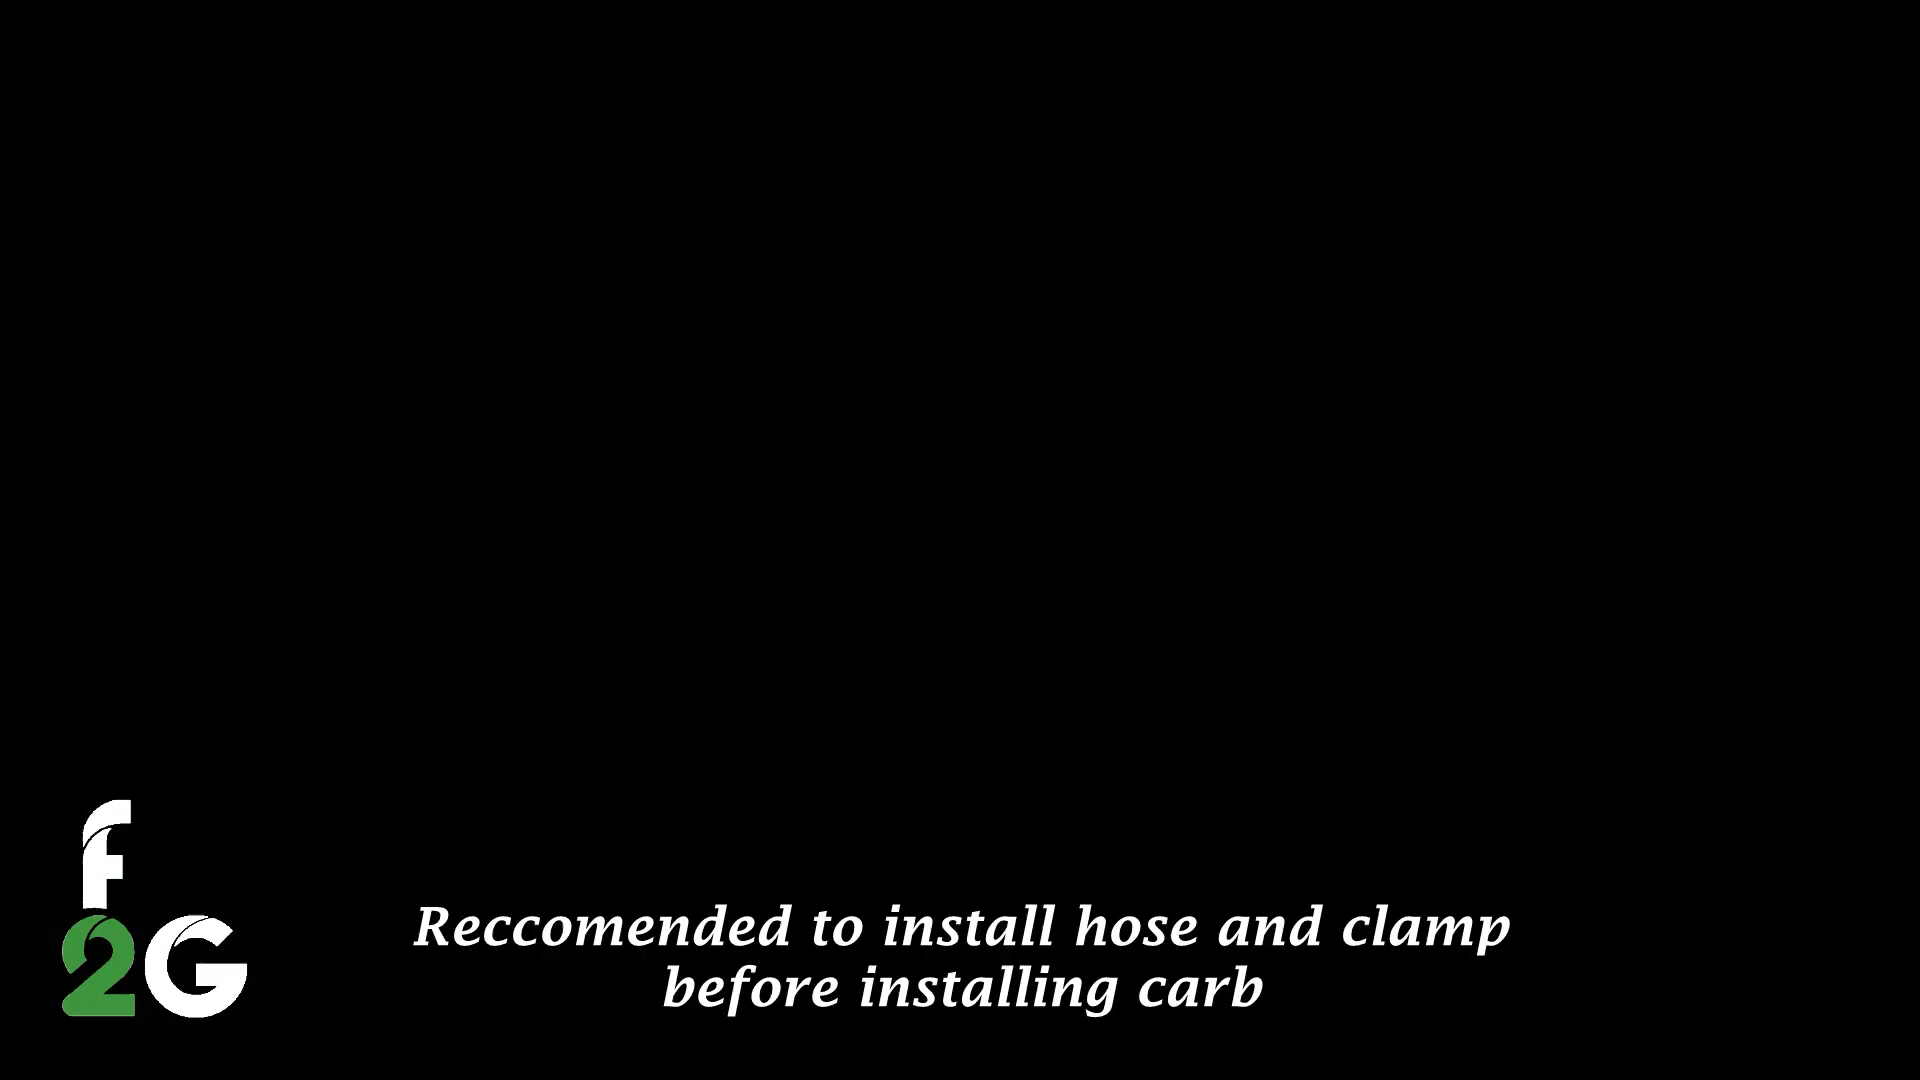 f
2G
Reccomended to install hose and clamp
before installing carb